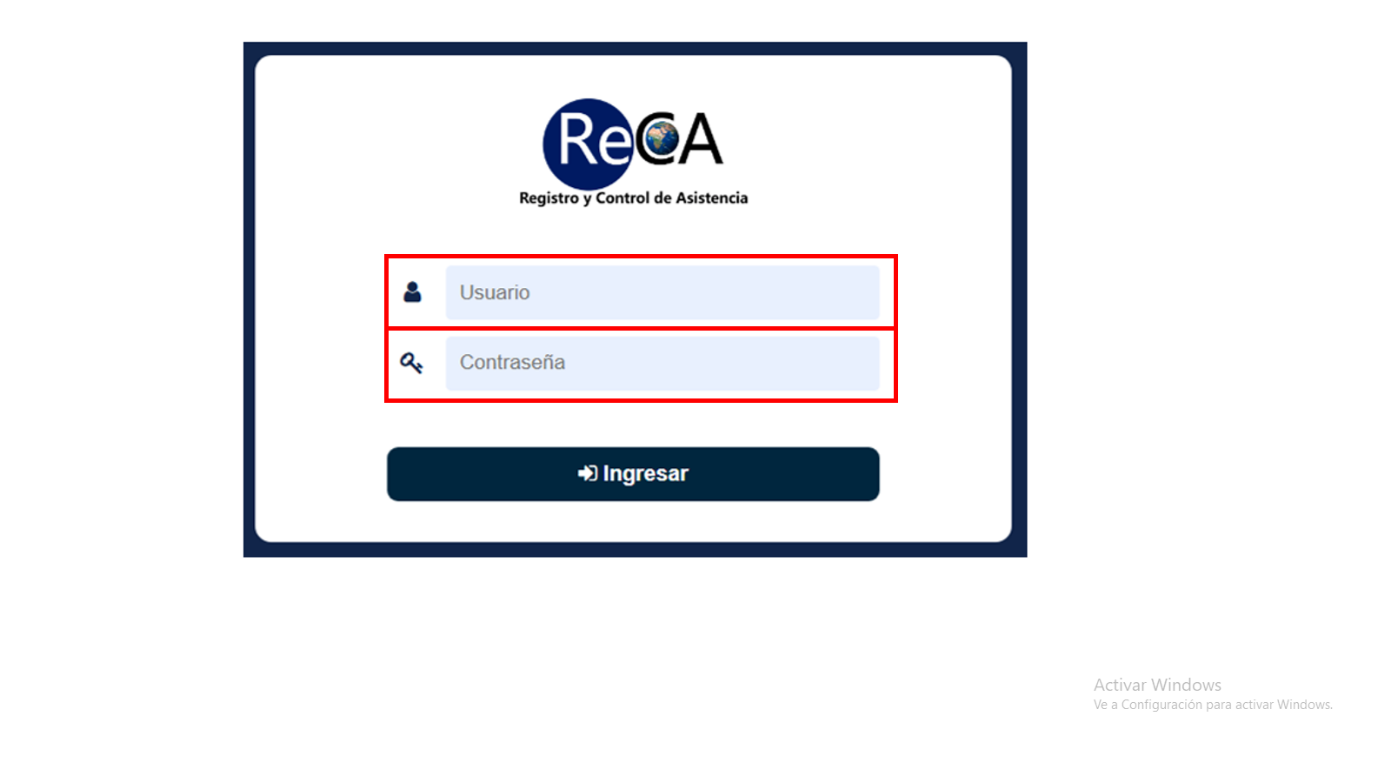 ReCA
Registro y Control de Asistencia
Usuario
Contraseña
Ingresar
Activar Windows
Ve a Configuración para activar Windows.